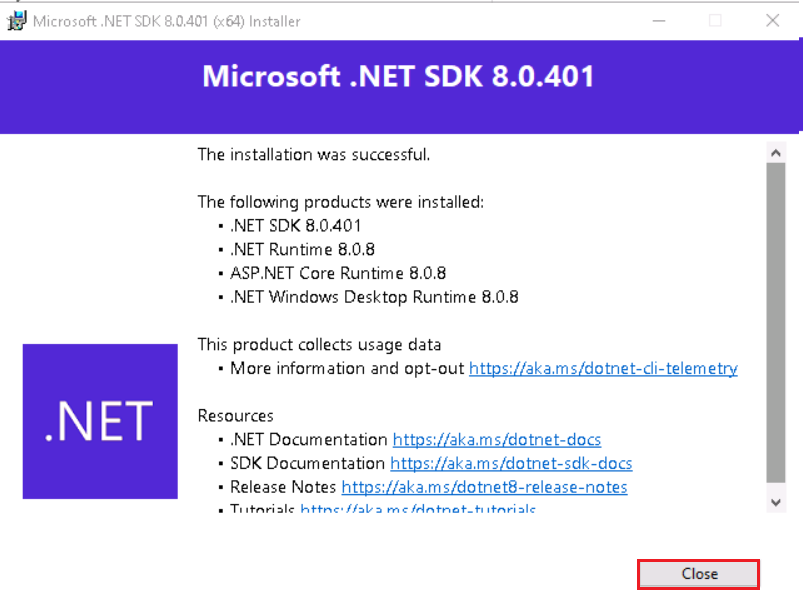 Microsoft .NET SDK 8.0.401 (x64) Installer
Microsoft .NET SDK 8.0.401
The installation was successful.
The following products were installed:
• .NET SDK 8.0.401
• .NET Runtime 8.0.8
• ASP.NET Core Runtime 8.0.8
• .NET Windows Desktop Runtime 8.0.8
This product collects usage data
• More information and opt-out https://aka.ms/dotnet-cli-telemetry
.NET
Resources
• .NET Documentation https://aka.ms/dotnet-docs
• SDK Documentation https://aka.ms/dotnet-sdk-docs
• Release Notes https://aka.ms/dotnet8-release-notes
• Tutorials https://aka.ms/dotnet-tutorials
Close